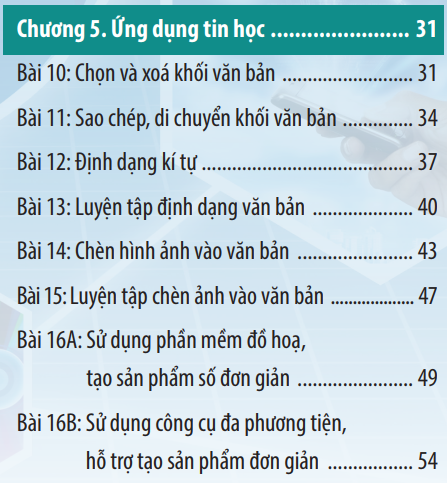 Chương 5. Ứng dụng tin học ....................... 31
Bài 10: Chọn và xoá khối văn bản ........................ 31
Bài 11: Sao chép, di chuyển khối văn bản ............. 34
Bài 12: Định dạng kí tự ....................................... 37
Bài 13: Luyện tập định dạng văn bản .................. 40
Bài 14: Chèn hình ảnh vào văn bản ..................... 43
Bài 15: Luyện tập chèn ảnh vào văn bản .................... 47
Bài 16A: Sử dụng phần mềm đồ hoạ,
tạo sản phẩm số đơn giản ..................... 49
Bài 16B: Sử dụng công cụ đa phương tiện,
hỗ trợ tạo sản phẩm đơn giản ................ 54